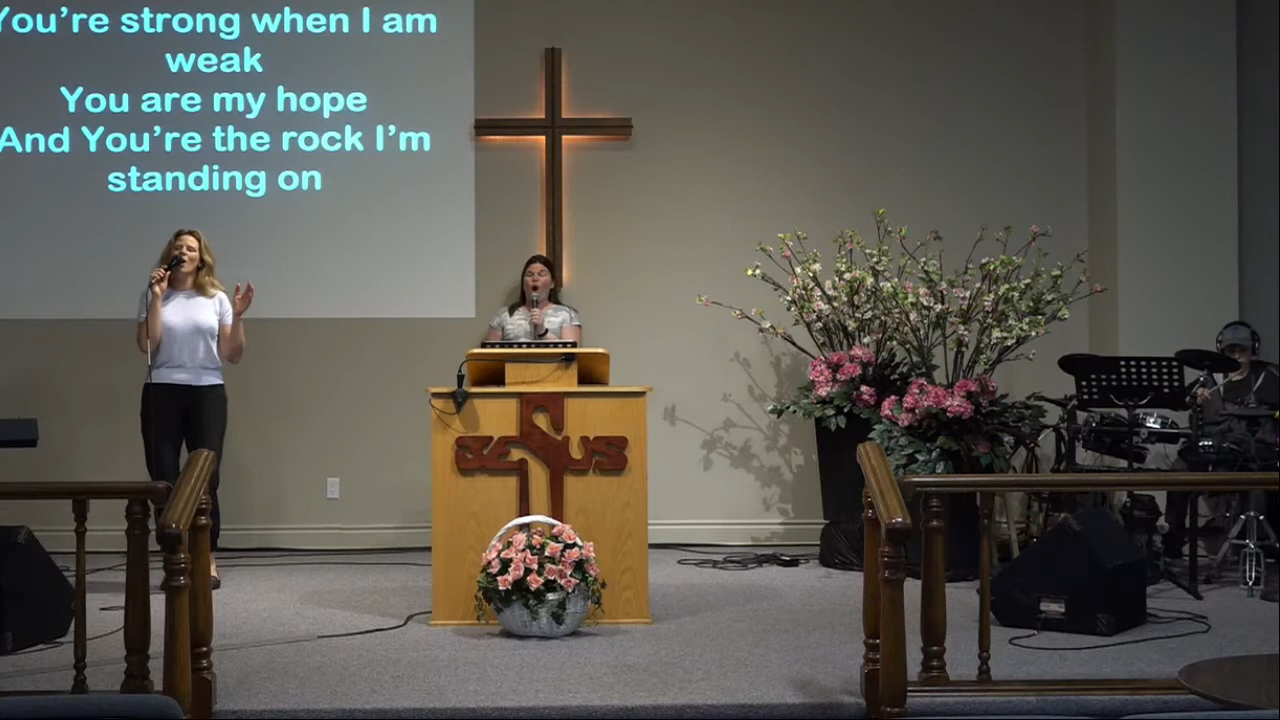 You're strong when I am
weak
You are my hope
And You're the rock I'm
standing on
JESUS